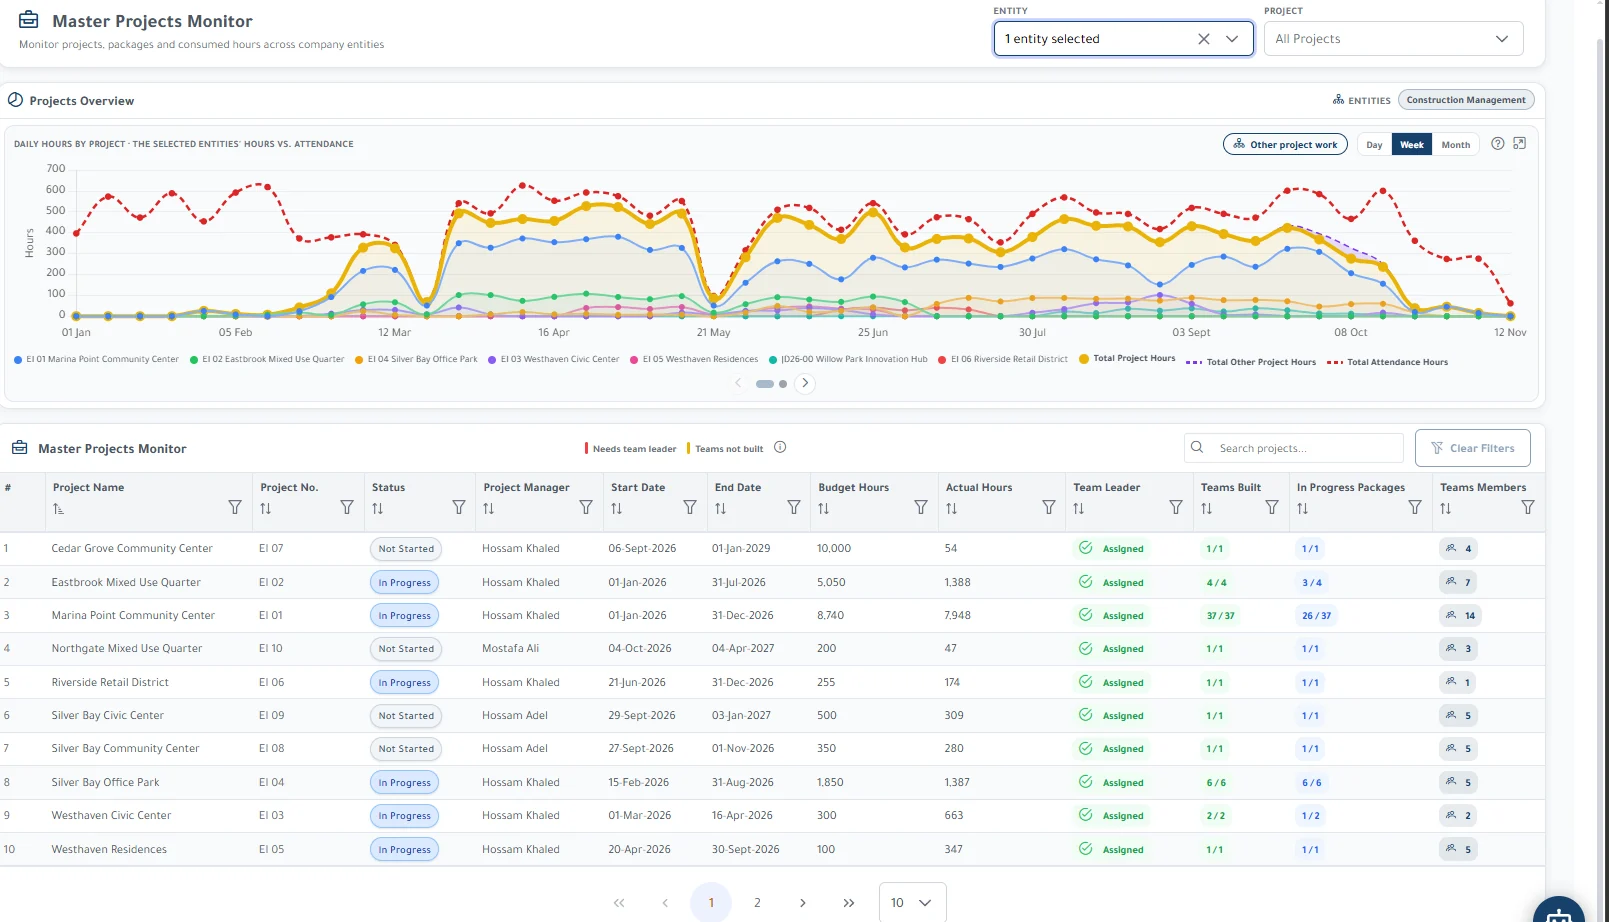 Master Projects Monitor
Monitor projects, packages and consumed hours across company entities
ENTITY
1 entity selected
PROJECT
All Projects
Projects Overview
ENTITIES
Construction Management
DAILY HOURS BY PROJECT · THE SELECTED ENTITIES' HOURS VS. ATTENDANCE
Other project work
Day Week Month
Hours
700
600
500
400
300
200
100
0
01 Jan 05 Feb 12 Mar 16 Apr 21 May 25 Jun 30 Jul 03 Sept 08 Oct 12 Nov
EI 01 Marina Point Community Center EI 02 Eastbrook Mixed Use Quarter EI 04 Silver Bay Office Park EI 03 Westhaven Civic Center EI 05 Westhaven Residences JD26-00 Willow Park Innovation Hub EI 06 Riverside Retail District Total Project Hours Total Other Project Hours Total Attendance Hours
Master Projects Monitor
Needs team leader Teams not built
Search projects...
Clear Filters
# Project Name Project No. Status Project Manager Start Date End Date Budget Hours Actual Hours Team Leader Teams Built In Progress Packages Teams Members
1 Cedar Grove Community Center EI 07 Not Started Hossam Khaled 06-Sept-2026 01-Jan-2029 10,000 54 Assigned 1/1 1/1 4
2 Eastbrook Mixed Use Quarter EI 02 In Progress Hossam Khaled 01-Jan-2026 31-Jul-2026 5,050 1,388 Assigned 4/4 3/4 7
3 Marina Point Community Center EI 01 In Progress Hossam Khaled 01-Jan-2026 31-Dec-2026 8,740 7,948 Assigned 37/37 26/37 14
4 Northgate Mixed Use Quarter EI 10 Not Started Mostafa Ali 04-Oct-2026 04-Apr-2027 200 47 Assigned 1/1 1/1 3
5 Riverside Retail District EI 06 In Progress Hossam Khaled 21-Jun-2026 31-Dec-2026 255 174 Assigned 1/1 1/1 1
6 Silver Bay Civic Center EI 09 Not Started Hossam Adel 29-Sept-2026 03-Jan-2027 500 309 Assigned 1/1 1/1 5
7 Silver Bay Community Center EI 08 Not Started Hossam Adel 27-Sept-2026 01-Nov-2026 350 280 Assigned 1/1 1/1 5
8 Silver Bay Office Park EI 04 In Progress Hossam Khaled 15-Feb-2026 31-Aug-2026 1,850 1,387 Assigned 6/6 6/6 5
9 Westhaven Civic Center EI 03 In Progress Hossam Khaled 01-Mar-2026 16-Apr-2026 300 663 Assigned 2/2 1/2 2
10 Westhaven Residences EI 05 In Progress Hossam Khaled 20-Apr-2026 30-Sept-2026 100 347 Assigned 1/1 1/1 5
« ‹ 1 2 › » 10